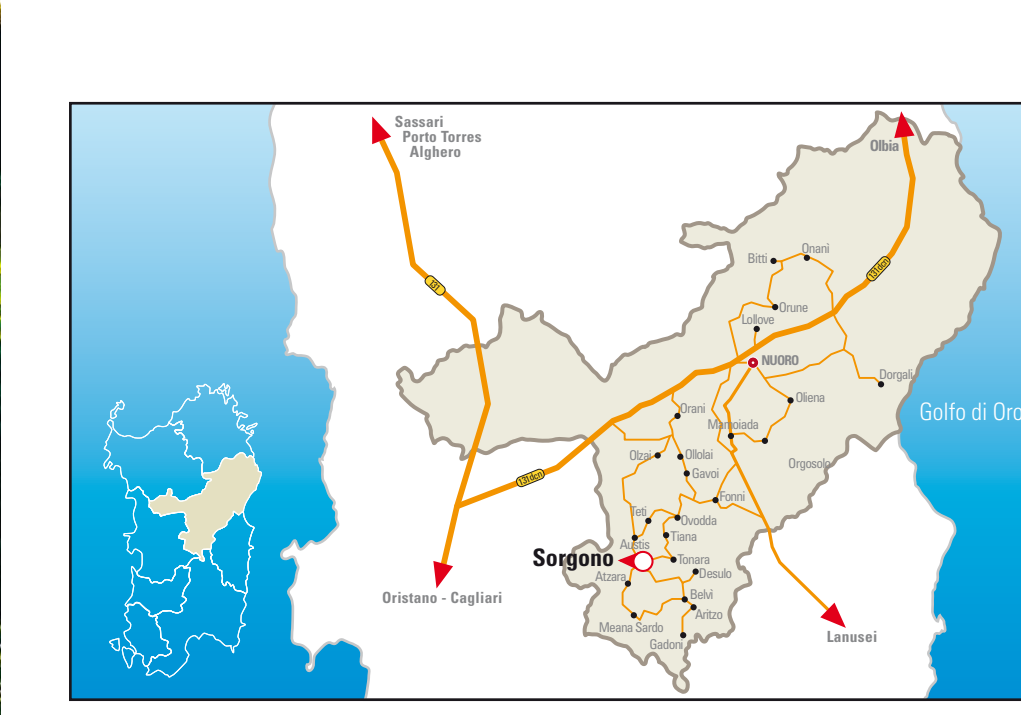 Sassari
Porto Torres
Alghero
Olbia
Onanì
Bitti
131dcn
131
Orune
Lollove
NUORO
Dorgali
Oliena
Orani
Golfo di Oro
Mamoiada
Olzai
Ollolai
Orgosolo
Gavoi
131dcn
Fonni
Teti
Ovodda
Tiana
Austis
Sorgono
Tonara
Desulo
Atzara
Belvì
Oristano - Cagliari
Aritzo
Meana Sardo
Lanusei
Gadoni